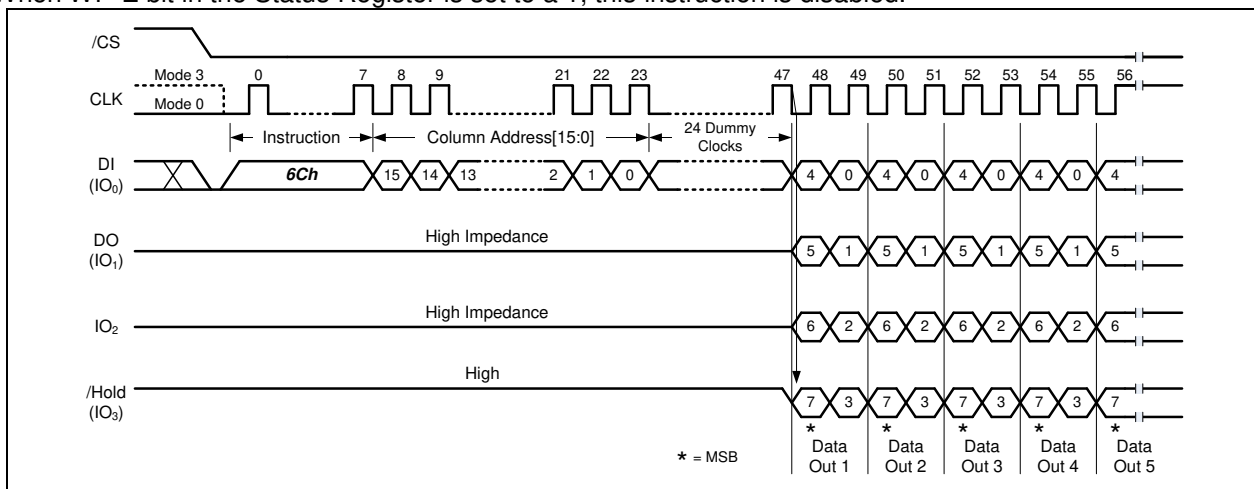 When WP-E bit in the Status Register is set to a 1, this instruction is disabled.
/CS
Mode 3 0 7 8 9 21 22 23 47 48 49 50 51 52 53 54 55 56
CLK
Mode 0
Instruction Column Address[15:0] 24 Dummy
Clocks
DI
(IO₀)
6Ch 15 14 13 2 1 0 4 0 4 0 4 0 4 0 4
High Impedance
DO
(IO₁)
5 1 5 1 5 1 5 1 5
High Impedance
IO₂ 6 2 6 2 6 2 6 2 6
High
/Hold
(IO₃)
7 3 7 3 7 3 7 3 7
* * * * *
* = MSB
Data Data Data Data Data
Out 1 Out 2 Out 3 Out 4 Out 5